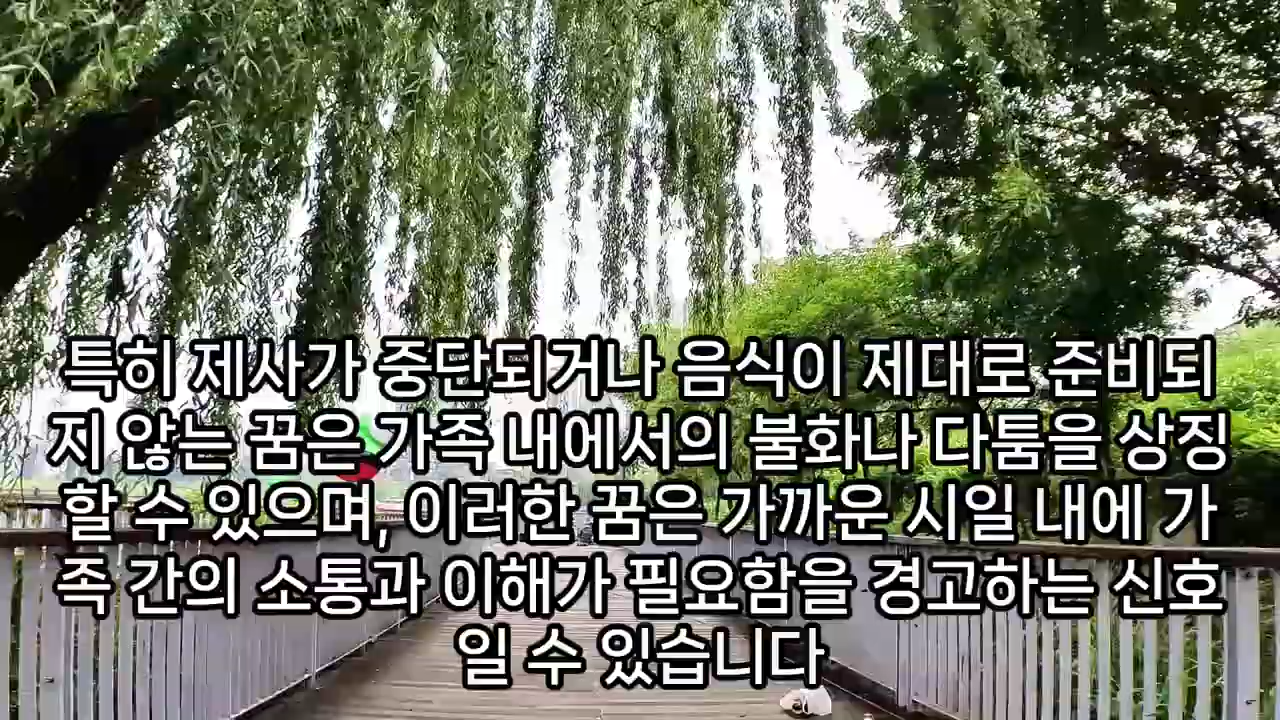 특히 제사가 중단되거나 음식이 제대로 준비되
지 않는 꿈은 가족 내에서의 불화나 다툼을 상징
할 수 있으며, 이러한 꿈은 가까운 시일 내에 가
족 간의 소통과 이해가 필요함을 경고하는 신호
일 수 있습니다